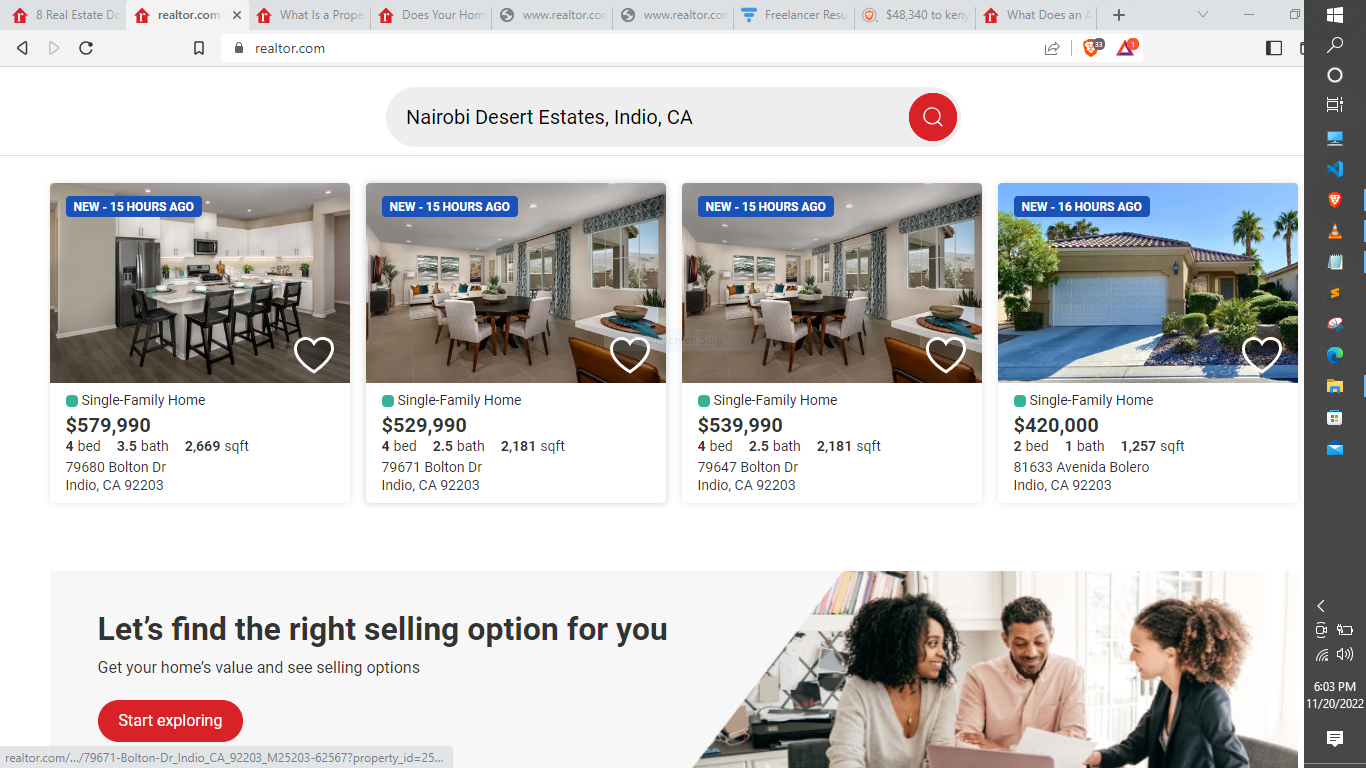 8 Real Estate Do
realtor.com
What Is a Prope
Does Your Hom
www.realtor.con
www.realtor.con
Freelancer Resu
$48,340 to keny
What Does an A
realtor.com
33
1
Nairobi Desert Estates, Indio, CA
NEW - 15 HOURS AGO
NEW - 15 HOURS AGO
NEW - 15 HOURS AGO
NEW - 16 HOURS AGO
Single-Family Home
$579,990
4 bed 3.5 bath 2,669 sqft
79680 Bolton Dr
Indio, CA 92203
Single-Family Home
$529,990
4 bed 2.5 bath 2,181 sqft
79671 Bolton Dr
Indio, CA 92203
Single-Family Home
$539,990
4 bed 2.5 bath 2,181 sqft
79647 Bolton Dr
Indio, CA 92203
Single-Family Home
$420,000
2 bed 1 bath 1,257 sqft
81633 Avenida Bolero
Indio, CA 92203
Let’s find the right selling option for you
Get your home’s value and see selling options
Start exploring
realtor.com/.../79671-Bolton-Dr_Indio_CA_92203_M25203-62567?property_id=25...
6:03 PM
11/20/2022